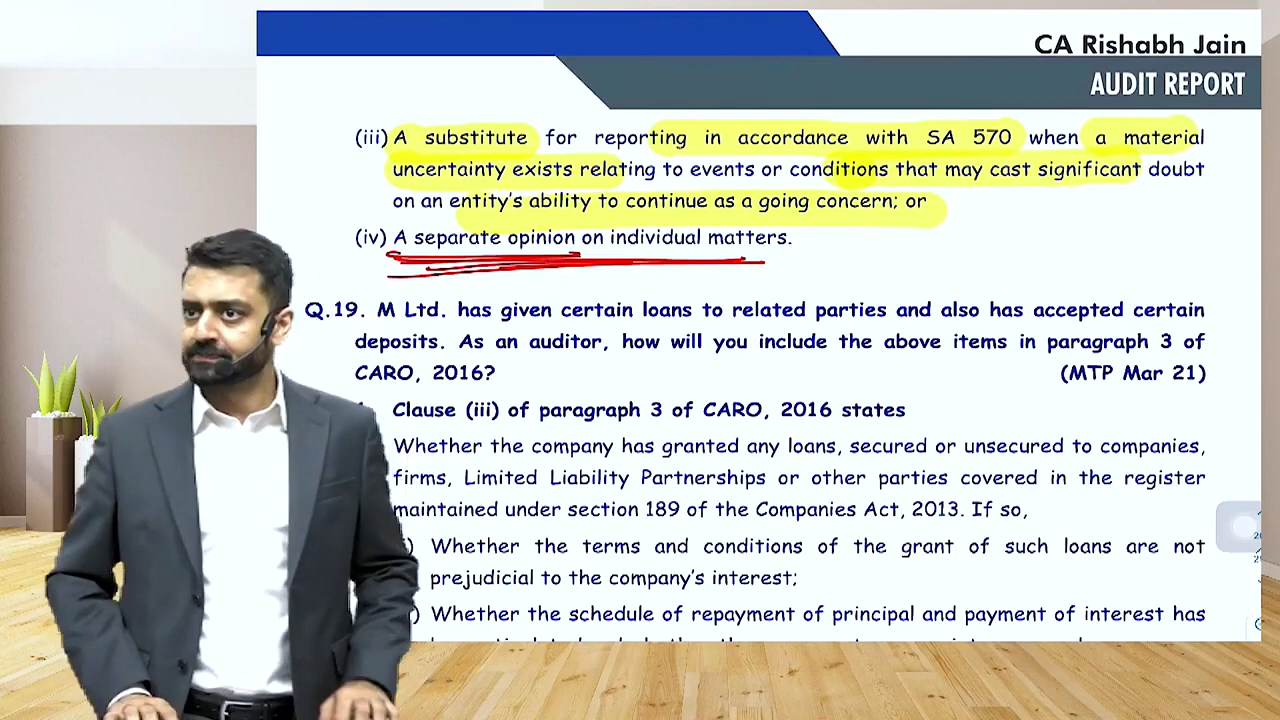 CA Rishabh Jain
AUDIT REPORT
(iii) A substitute for reporting in accordance with SA 570 when a material
uncertainty exists relating to events or conditions that may cast significant doubt
on an entity's ability to continue as a going concern; or
(iv) A separate opinion on individual matters.
Q.19. M Ltd. has given certain loans to related parties and also has accepted certain
deposits. As an auditor, how will you include the above items in paragraph 3 of
CARO, 2016? (MTP Mar 21)
Clause (iii) of paragraph 3 of CARO, 2016 states
Whether the company has granted any loans, secured or unsecured to companies,
firms, Limited Liability Partnerships or other parties covered in the register
maintained under section 189 of the Companies Act, 2013. If so,
) Whether the terms and conditions of the grant of such loans are not
prejudicial to the company's interest;
) Whether the schedule of repayment of principal and payment of interest has